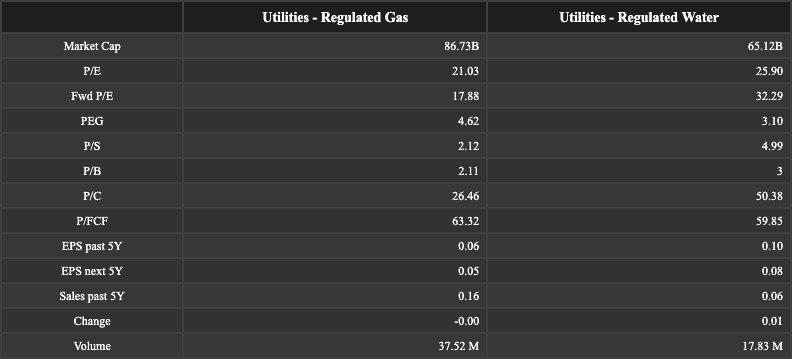 Utilities - Regulated Gas Utilities - Regulated Water
Market Cap 86.73B 65.12B
P/E 21.03 25.90
Fwd P/E 17.88 32.29
PEG 4.62 3.10
P/S 2.12 4.99
P/B 2.11 3
P/C 26.46 50.38
P/FCF 63.32 59.85
EPS past 5Y 0.06 0.10
EPS next 5Y 0.05 0.08
Sales past 5Y 0.16 0.06
Change -0.00 0.01
Volume 37.52 M 17.83 M